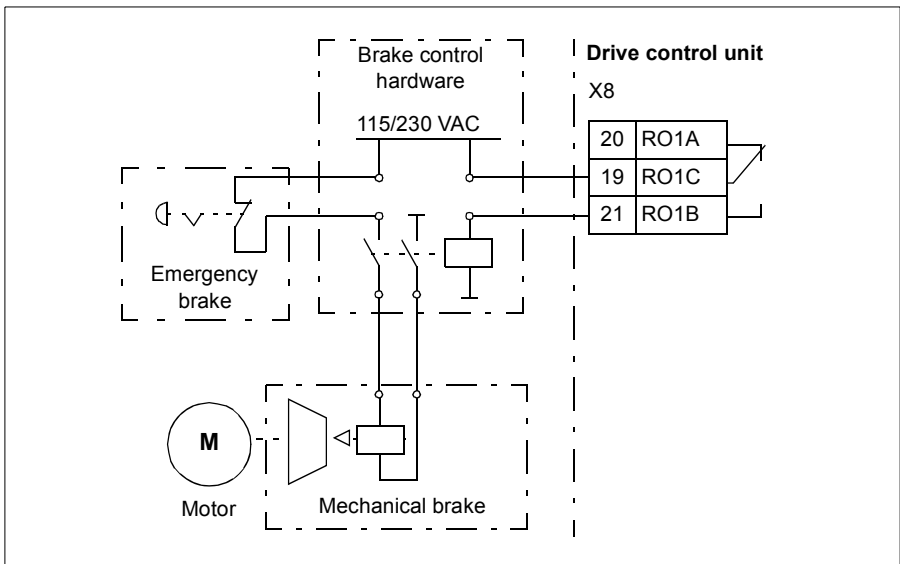 Brake control
hardware
115/230 VAC
Drive control unit
X8
20 RO1A
19 RO1C
21 RO1B
Emergency
brake
M
Motor
Mechanical brake